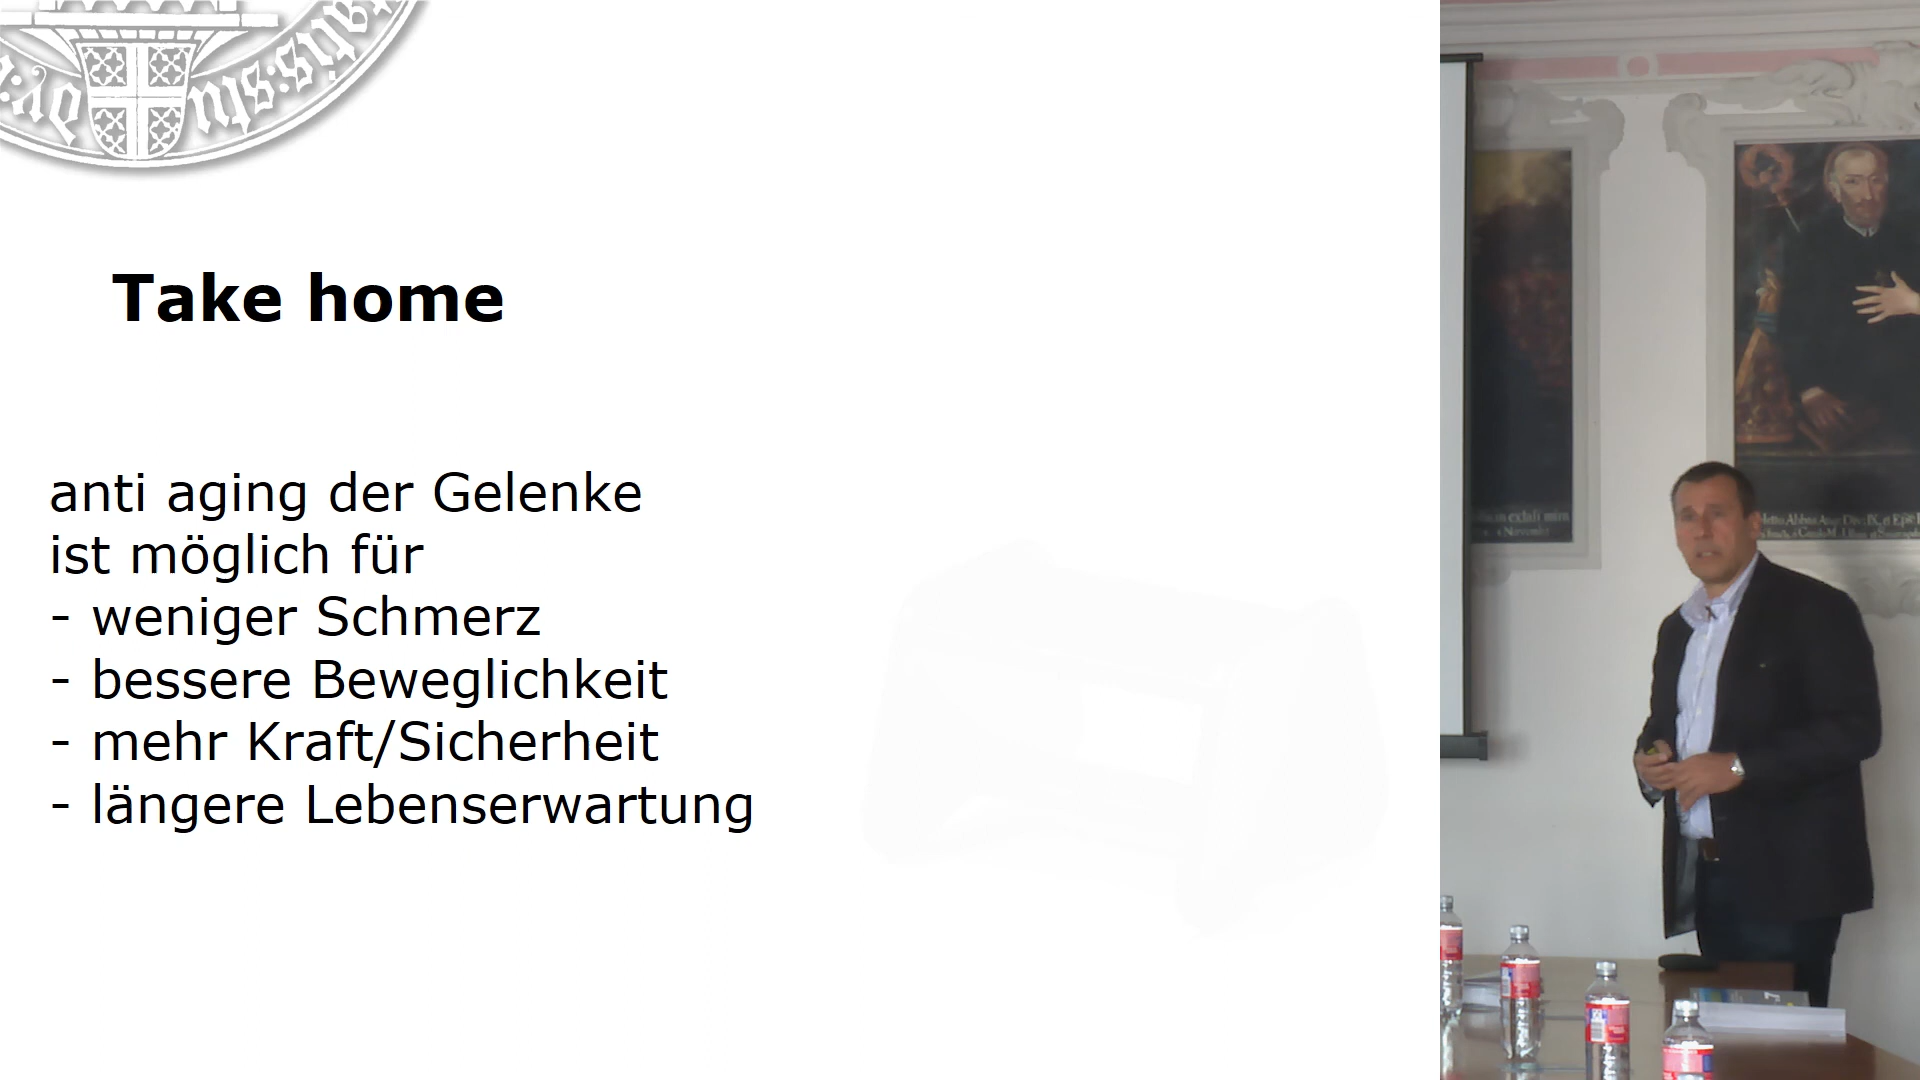 Take home
anti aging der Gelenke
ist möglich für
- weniger Schmerz
- bessere Beweglichkeit
- mehr Kraft/Sicherheit
- längere Lebenserwartung